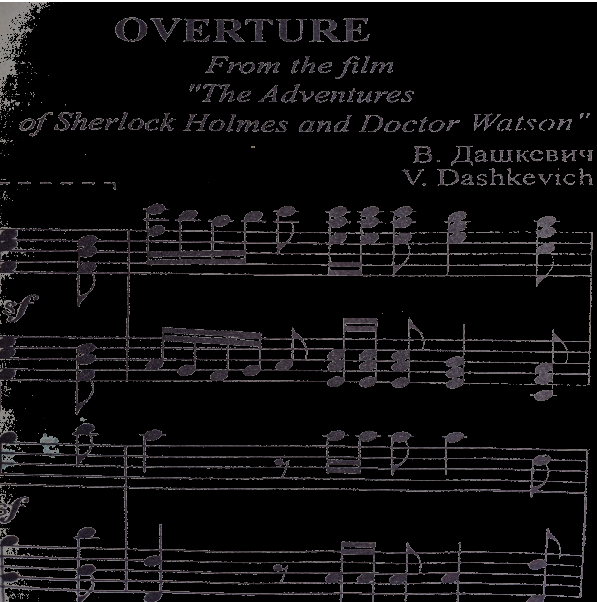 OVERTURE
From the film
"The Adventures
of Sherlock Holmes and Doctor Watson"
В. Дашкевич
V. Dashkevich